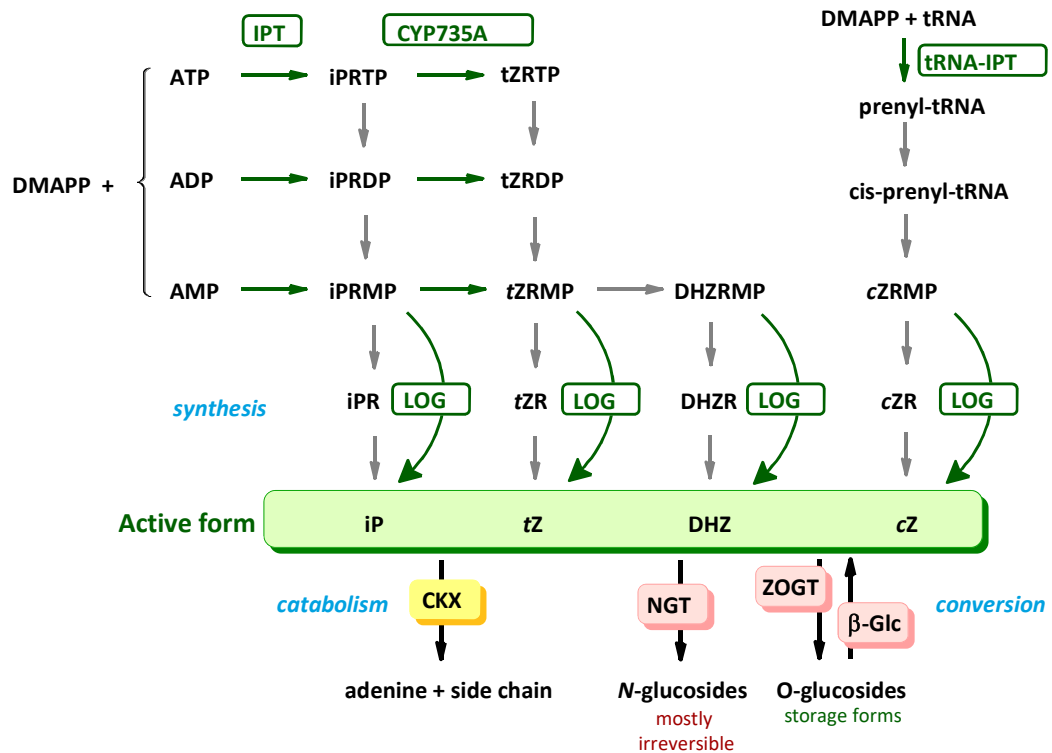 DMAPP + tRNA
IPT CYP735A
tRNA-IPT
ATP iPRTP tZRTP
prenyl-tRNA
DMAPP + ADP iPRDP tZRDP
cis-prenyl-tRNA
AMP iPRMP tZRMP DHZRMP cZRMP
synthesis iPR LOG tZR LOG DHZR LOG cZR LOG
Active form iP tZ DHZ cZ
catabolism CKX NGT ZOGT β-Glc conversion
adenine + side chain N-glucosides O-glucosides
mostly storage forms
irreversible